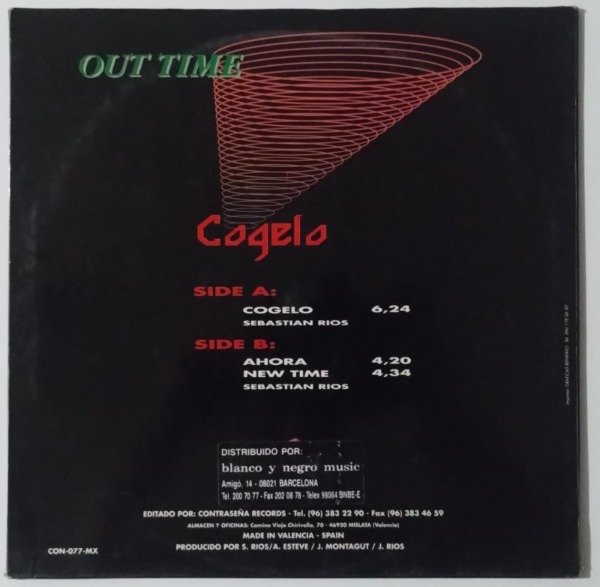 OUT TIME
Cogelo
SIDE A:
COGELO 6,24
SEBASTIAN RIOS
SIDE B:
AHORA 4,20
NEW TIME 4,34
SEBASTIAN RIOS
DISTRIBUIDO POR:
blanco y negro music
Amigó, 14 - 08021 BARCELONA
Tel. 200 70 77 - Fax 202 08 78 - Telex 98064 BNBE-E
EDITADO POR: CONTRASEÑA RECORDS - Tel. (96) 383 22 90 - Fax (96) 383 46 59
ALMACEN Y OFICINAS: Camino Viejo Chirivella, 70 - 46920 MISLATA (Valencia)
MADE IN VALENCIA - SPAIN
CON-077-MX
PRODUCIDO POR S. RIOS/A. ESTEVE / J. MONTAGUT / J. RIOS